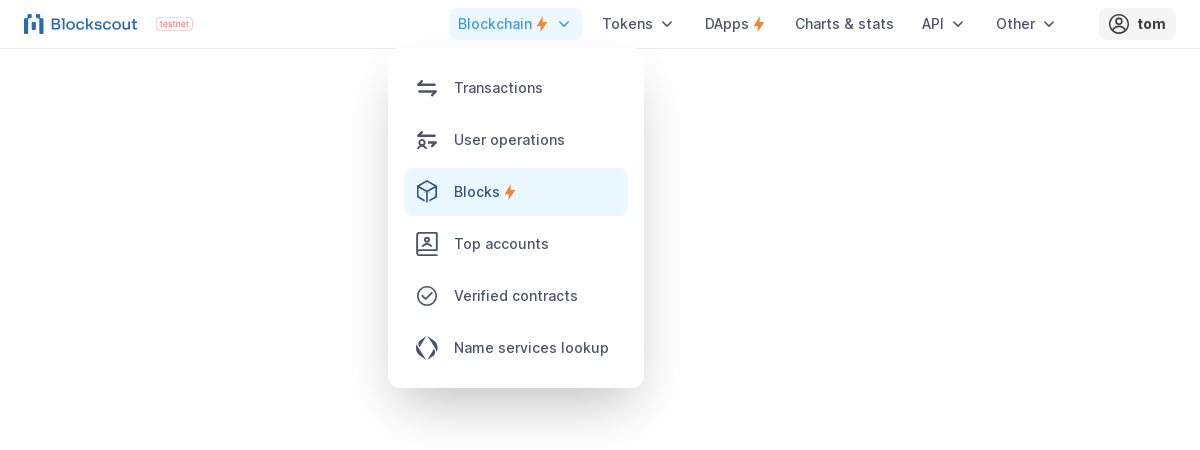 Blockscout testnet Blockchain Tokens DApps Charts & stats API Other tom
Transactions
User operations
Blocks
Top accounts
Verified contracts
Name services lookup